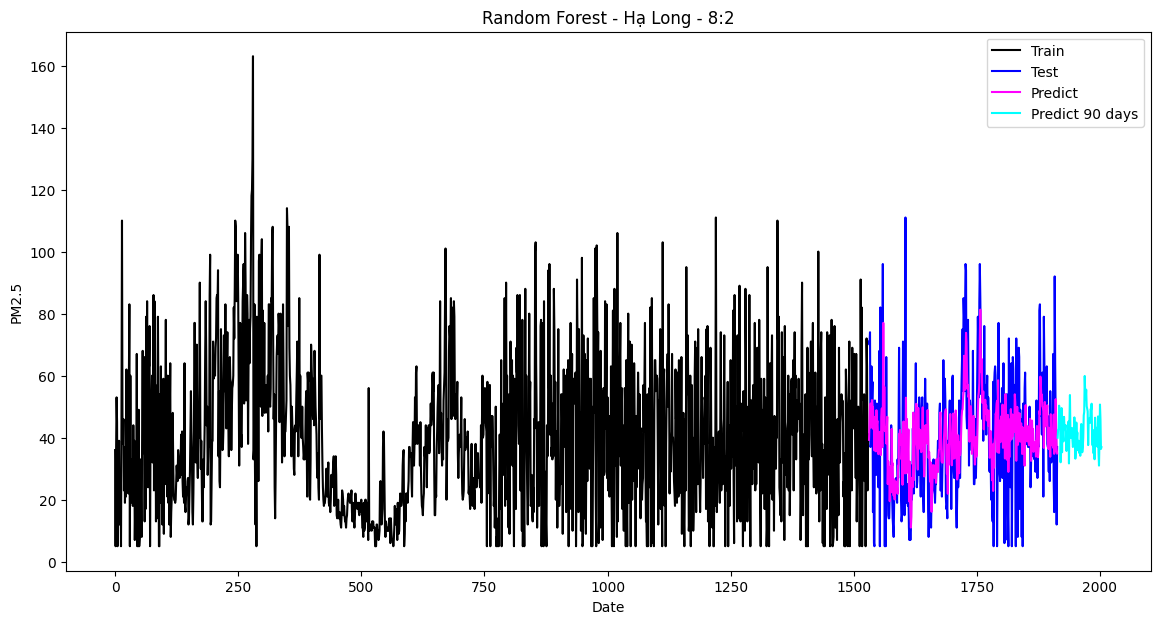 Random Forest - Hạ Long - 8:2
Train
Test
Predict
Predict 90 days
PM2.5
160
140
120
100
80
60
40
20
0
0 250 500 750 1000 1250 1500 1750 2000
Date